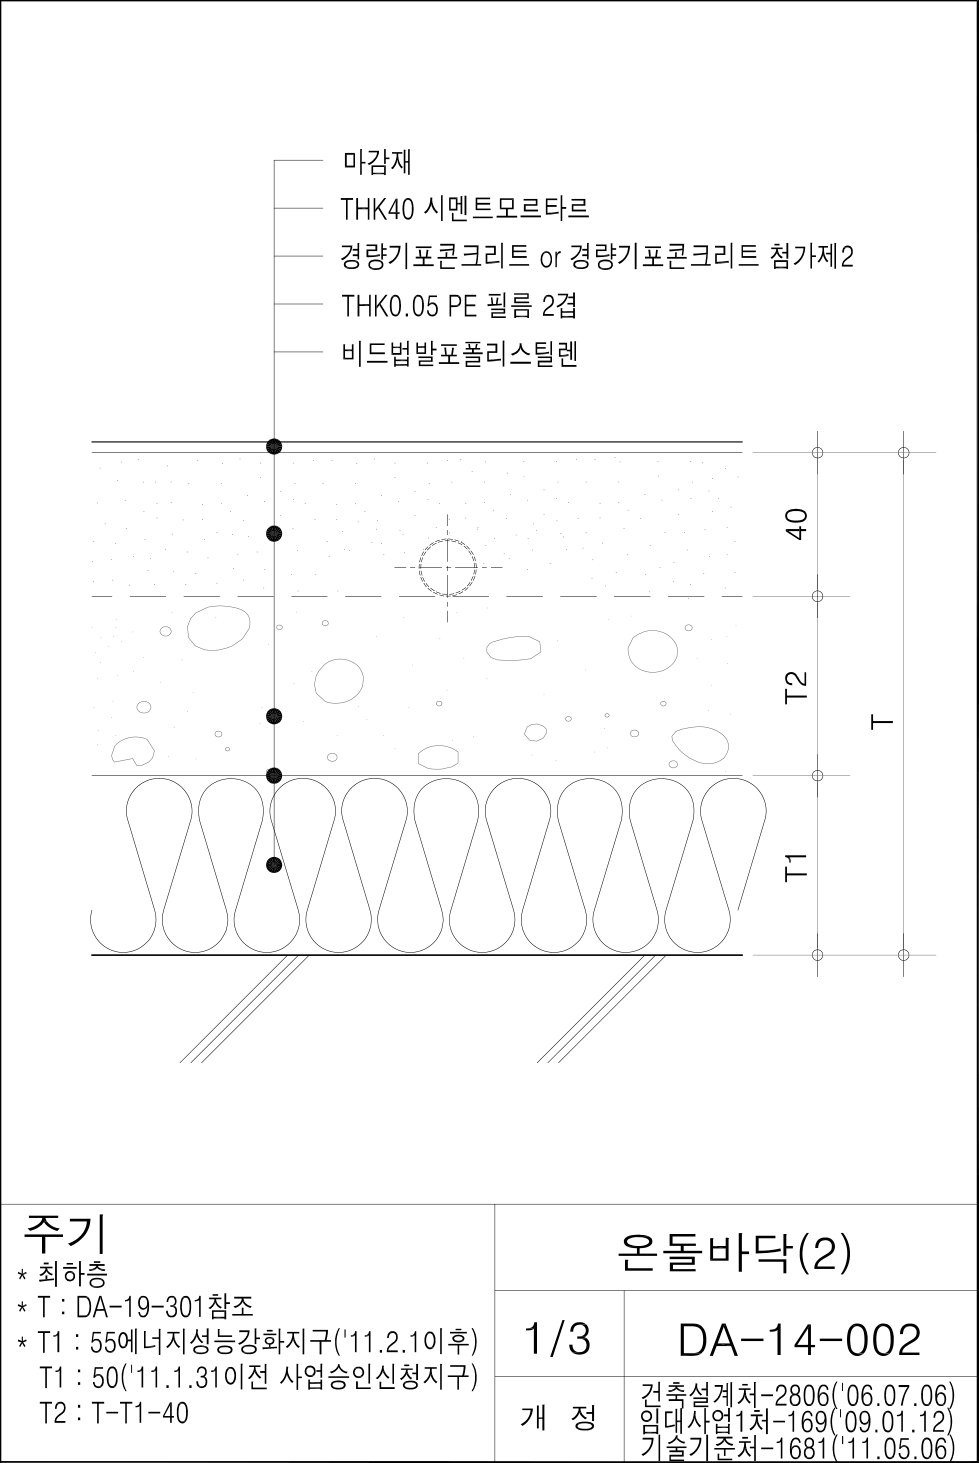 마감재
THK40 시멘트모르타르
경량기포콘크리트 or 경량기포콘크리트 첨가제2
THK0.05 PE 필름 2겹
비드법발포폴리스틸렌
40
T2
T
T1
주기
* 최하층
* T : DA-19-301참조
* T1 : 55에너지성능강화지구('11.2.1이후)
T1 : 50('11.1.31이전 사업승인신청지구)
T2 : T-T1-40
온돌바닥(2)
1/3
DA-14-002
개 정
건축설계처-2806('06.07.06)
임대사업1처-169('09.01.12)
기술기준처-1681('11.05.06)